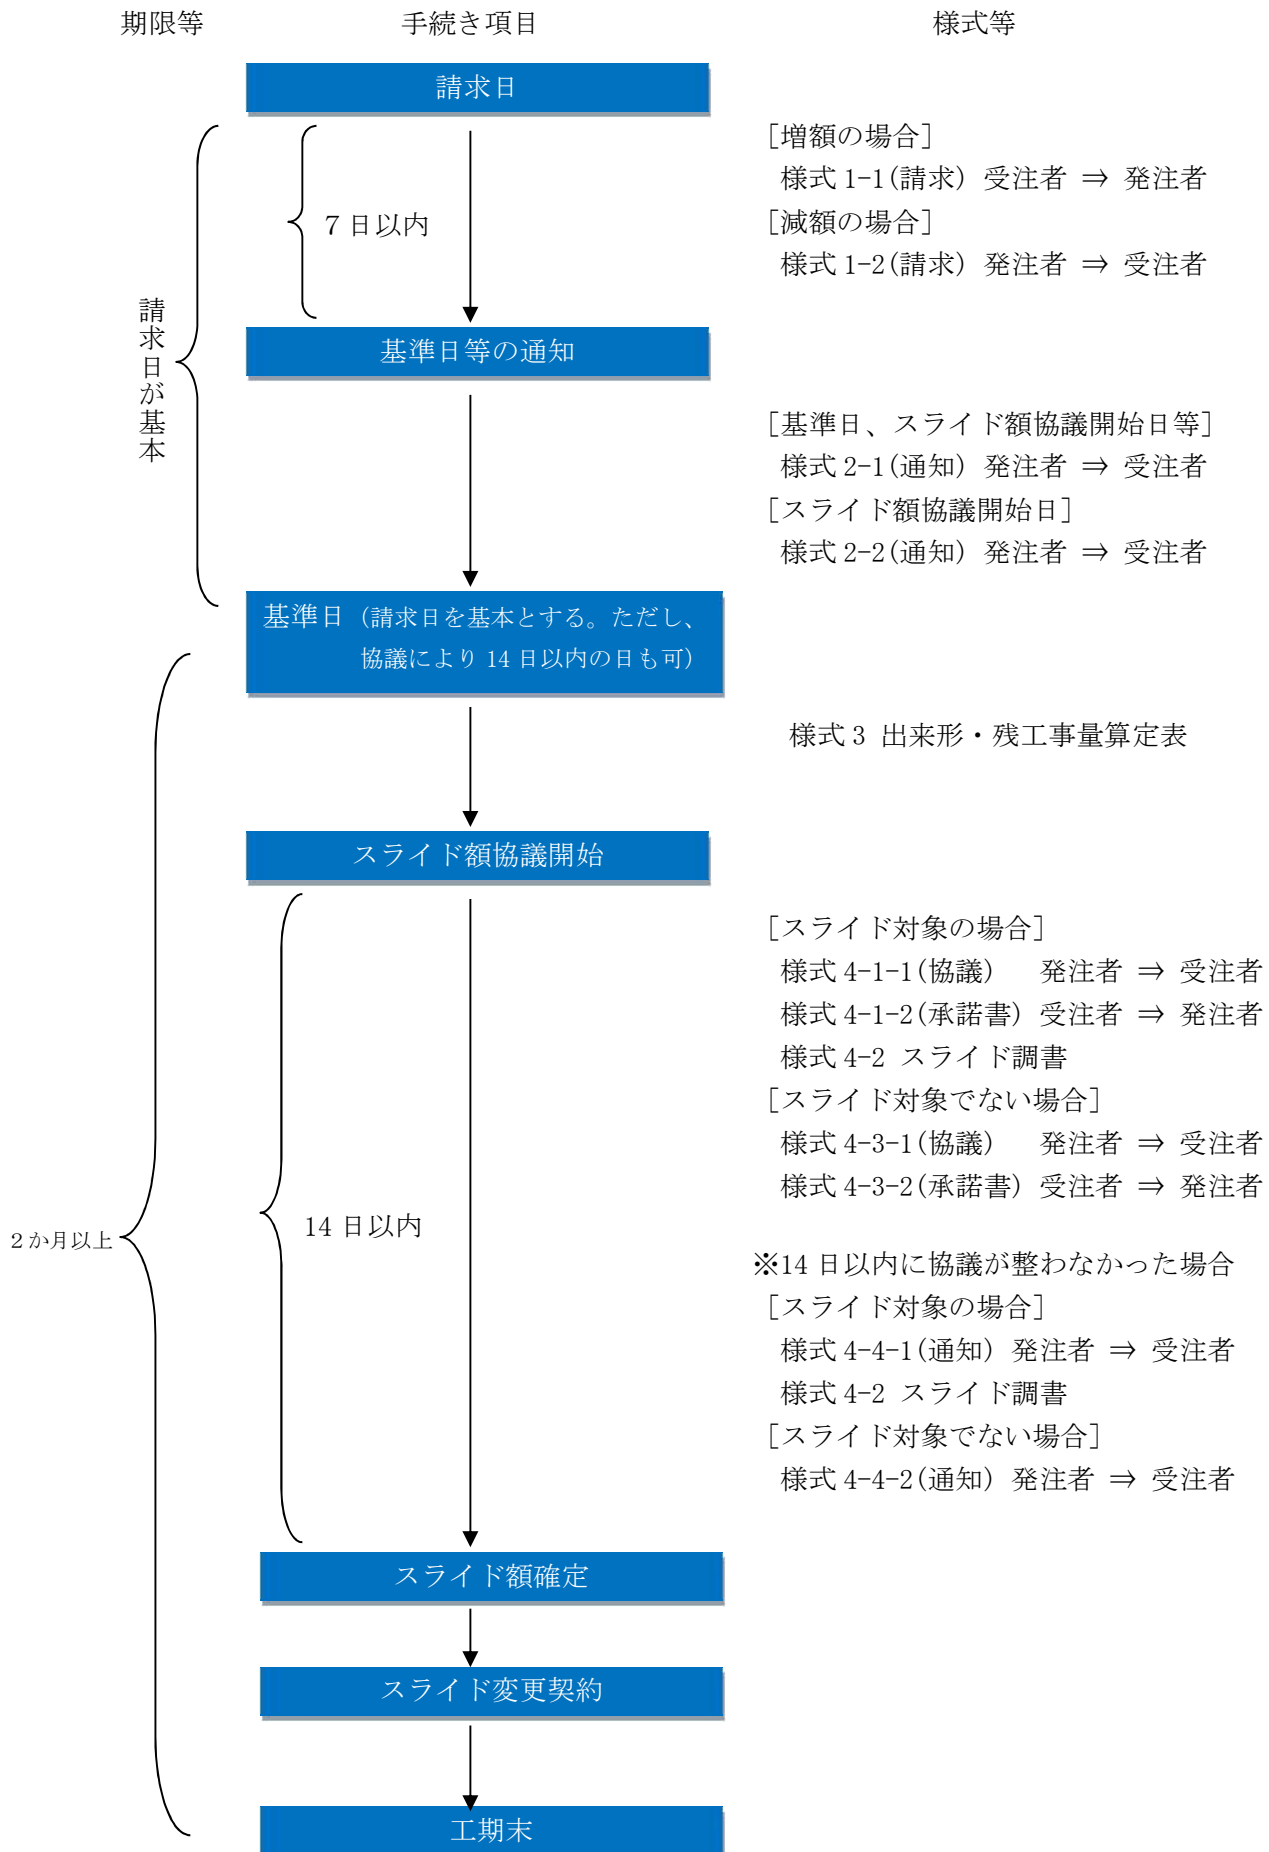 期限等 手続き項目 様式等
請求日
[増額の場合]
様式 1-1(請求) 受注者 ⇒ 発注者
7 日以内
[減額の場合]
様式 1-2(請求) 発注者 ⇒ 受注者
請求日が基本
基準日等の通知
[基準日、スライド額協議開始日等]
様式 2-1(通知) 発注者 ⇒ 受注者
[スライド額協議開始日]
様式 2-2(通知) 発注者 ⇒ 受注者
基準日 (請求日を基本とする。ただし、
協議により 14 日以内の日も可)
様式 3 出来形・残工事量算定表
スライド額協議開始
[スライド対象の場合]
様式 4-1-1(協議) 発注者 ⇒ 受注者
様式 4-1-2(承諾書) 受注者 ⇒ 発注者
様式 4-2 スライド調書
[スライド対象でない場合]
様式 4-3-1(協議) 発注者 ⇒ 受注者
様式 4-3-2(承諾書) 受注者 ⇒ 発注者
14 日以内
2か月以上
※14 日以内に協議が整わなかった場合
[スライド対象の場合]
様式 4-4-1(通知) 発注者 ⇒ 受注者
様式 4-2 スライド調書
[スライド対象でない場合]
様式 4-4-2(通知) 発注者 ⇒ 受注者
スライド額確定
スライド変更契約
工期末